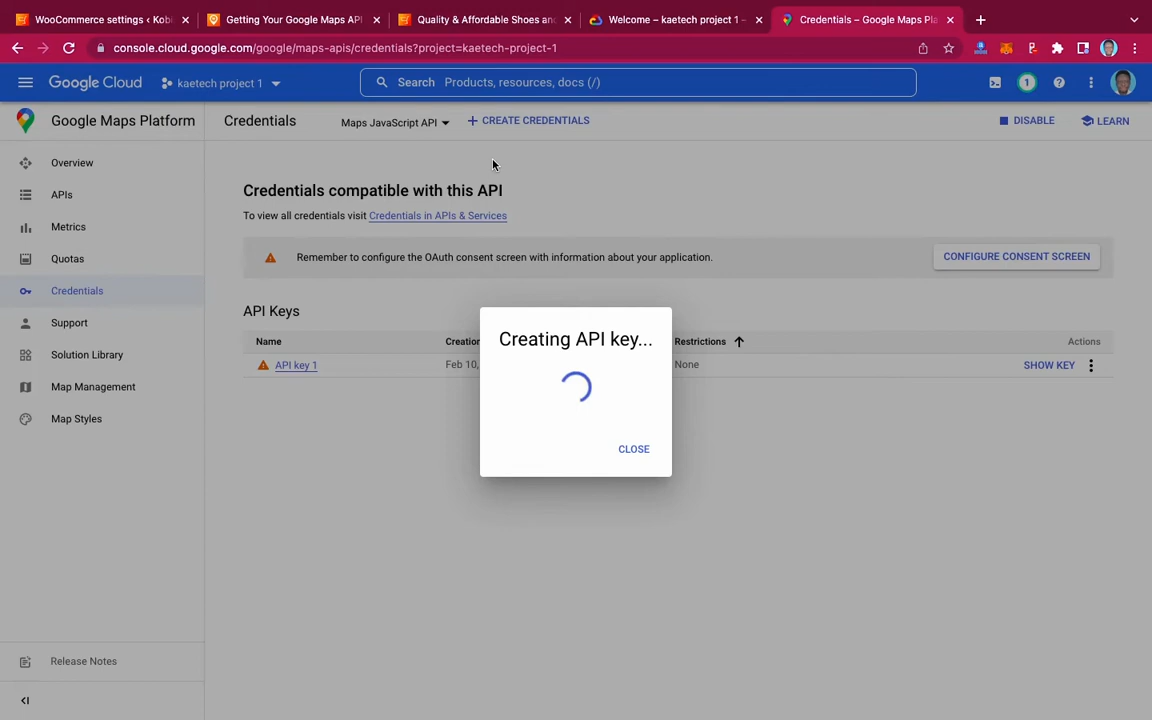 WooCommerce settings ‹ Kobi
Getting Your Google Maps API
Quality & Affordable Shoes and
Welcome – kaetech project 1 –
Credentials – Google Maps Pla
console.cloud.google.com/google/maps-apis/credentials?project=kaetech-project-1
Google Cloud
kaetech project 1
Search Products, resources, docs (/)
1
Google Maps Platform
Credentials
Maps JavaScript API
+ CREATE CREDENTIALS
DISABLE
LEARN
Overview
APIs
Metrics
Quotas
Credentials
Support
Solution Library
Map Management
Map Styles
Release Notes
Credentials compatible with this API
To view all credentials visit Credentials in APIs & Services
Remember to configure the OAuth consent screen with information about your application.
CONFIGURE CONSENT SCREEN
API Keys
Name Creation Restrictions Actions
API key 1 Feb 10, None SHOW KEY
Creating API key...
CLOSE